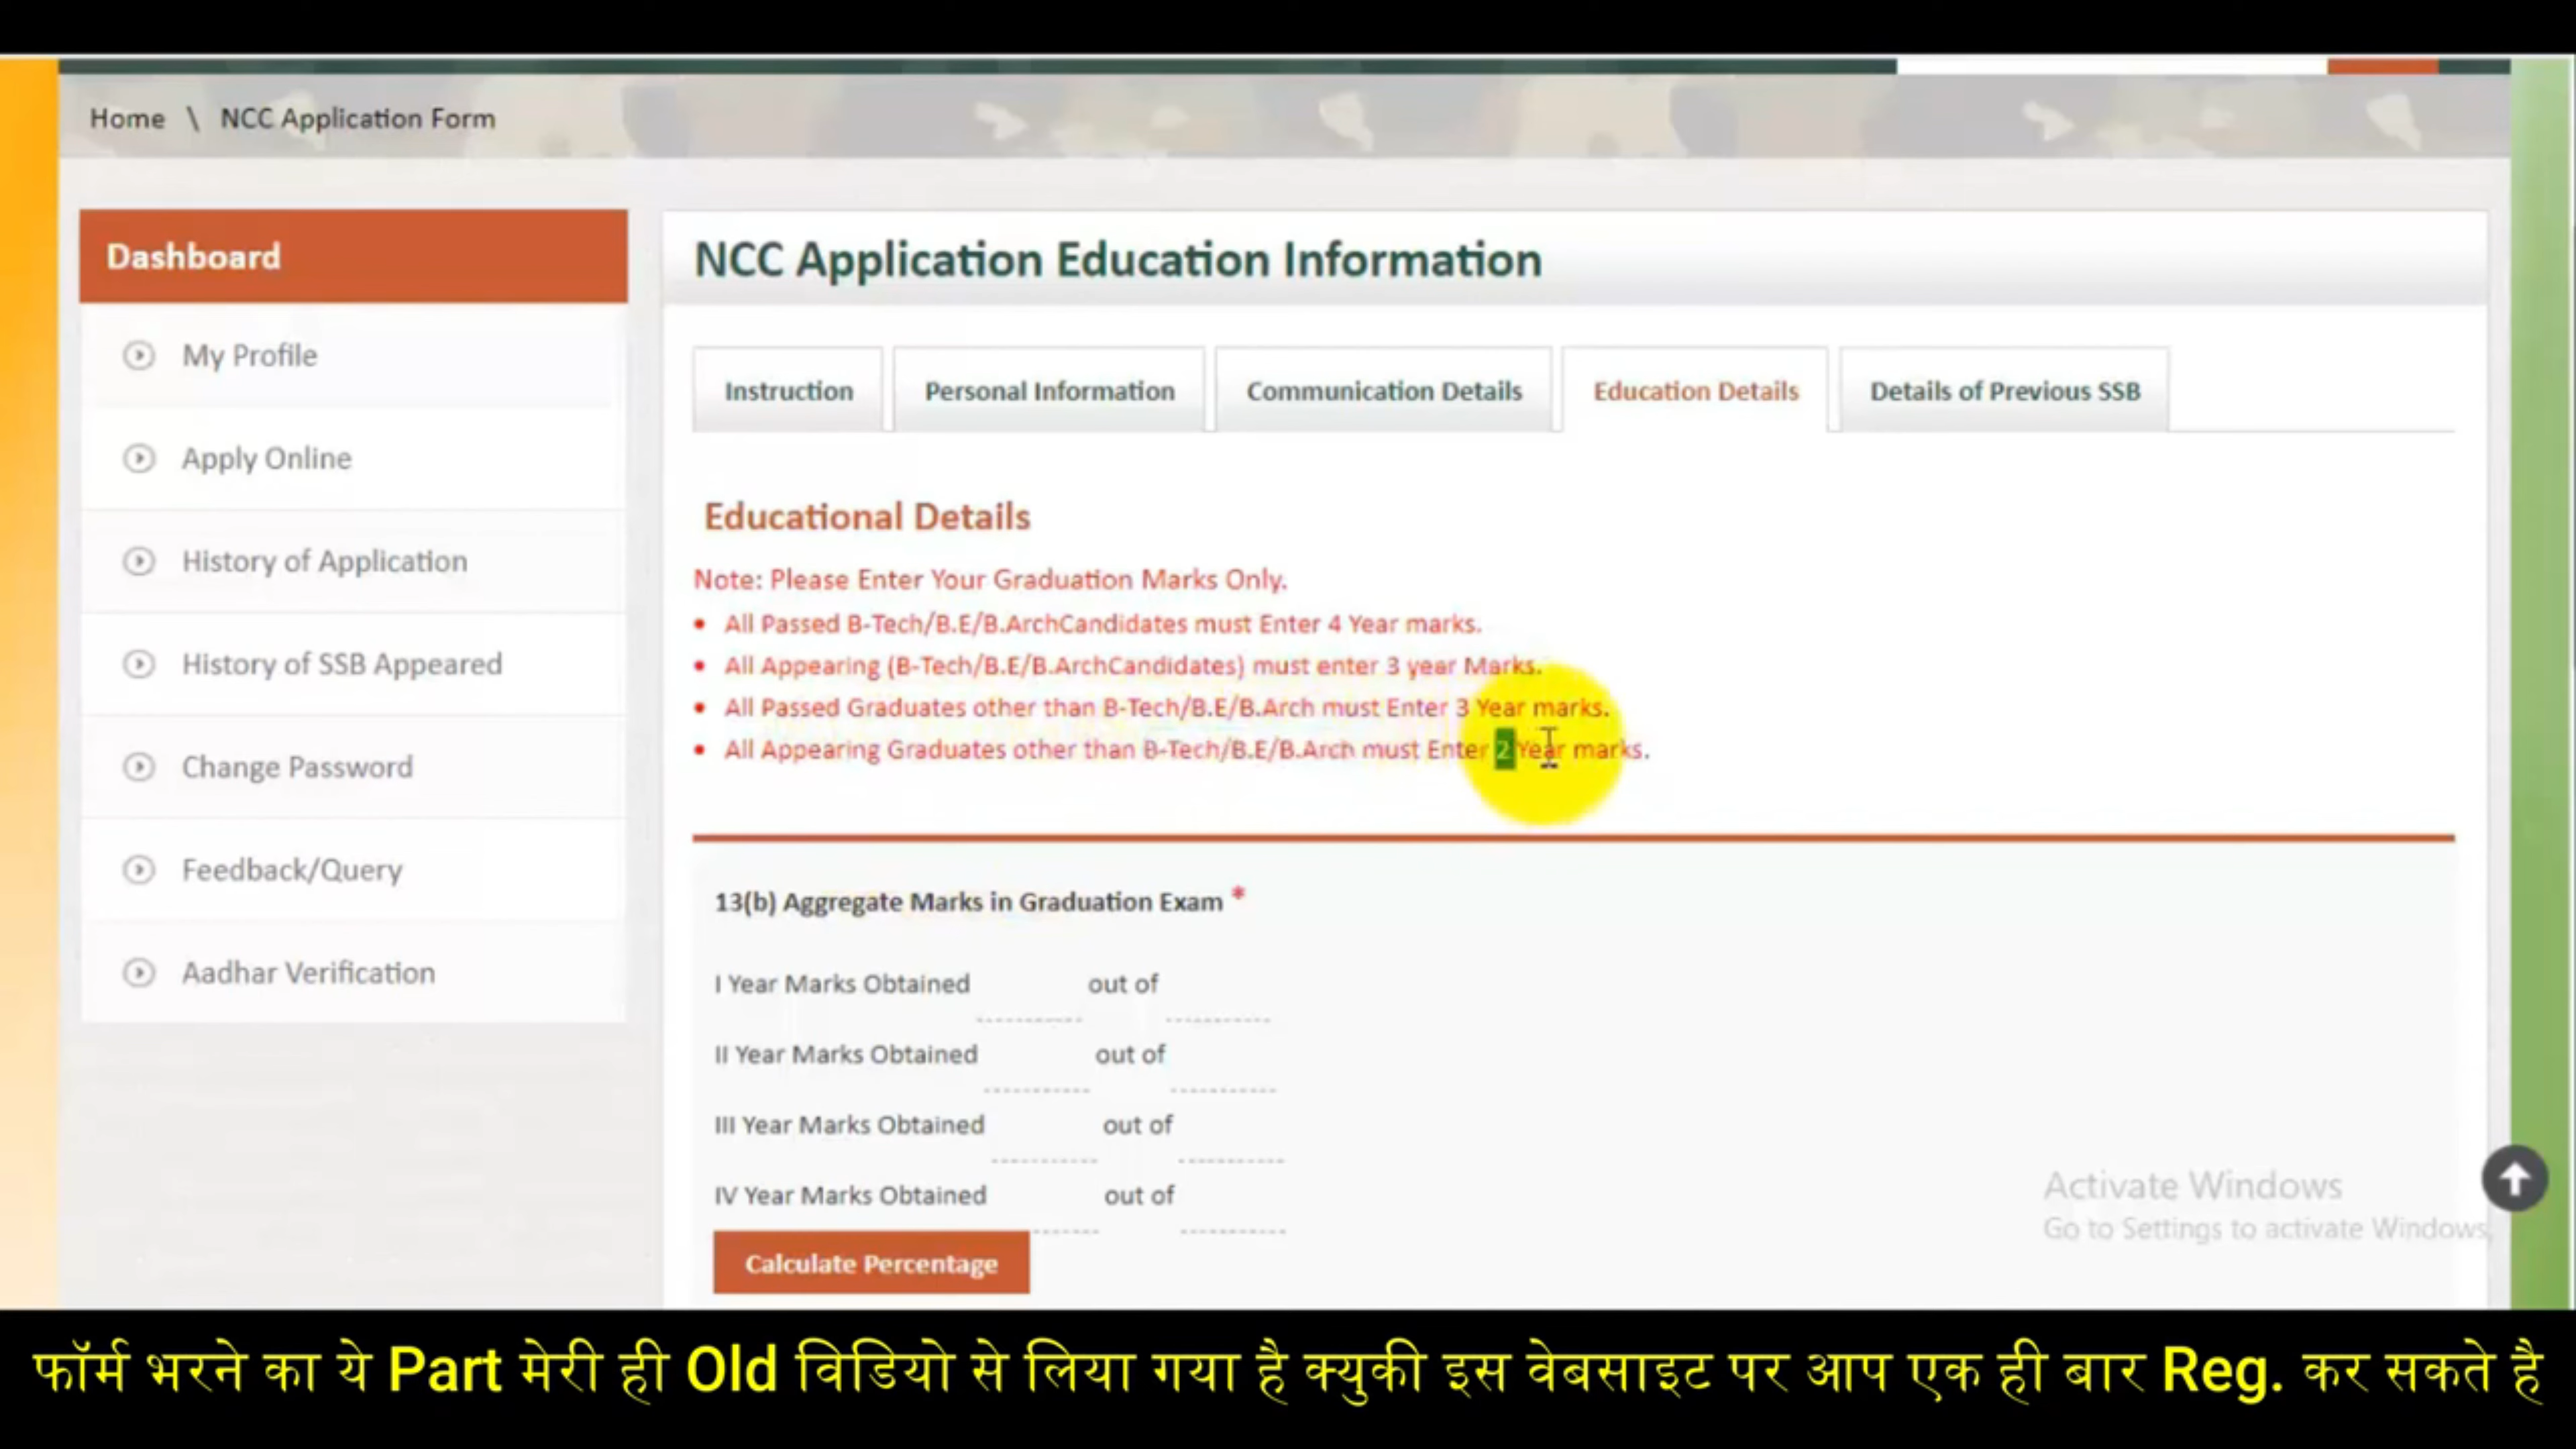 Home \ NCC Application Form
Dashboard
My Profile
Apply Online
History of Application
History of SSB Appeared
Change Password
Feedback/Query
Aadhar Verification
NCC Application Education Information
Instruction
Personal Information
Communication Details
Education Details
Details of Previous SSB
Educational Details
Note: Please Enter Your Graduation Marks Only.
• All Passed B-Tech/B.E/B.ArchCandidates must Enter 4 Year marks.
• All Appearing (B-Tech/B.E/B.ArchCandidates) must enter 3 year Marks.
• All Passed Graduates other than B-Tech/B.E/B.Arch must Enter 3 Year marks.
• All Appearing Graduates other than B-Tech/B.E/B.Arch must Enter 2 Year marks.
13(b) Aggregate Marks in Graduation Exam *
I Year Marks Obtained out of
II Year Marks Obtained out of
III Year Marks Obtained out of
IV Year Marks Obtained out of
Calculate Percentage
Activate Windows
Go to Settings to activate Windows.
फॉर्म भरने का ये Part मेरी ही Old विडियो से लिया गया है क्युकी इस वेबसाइट पर आप एक ही बार Reg. कर सकते है